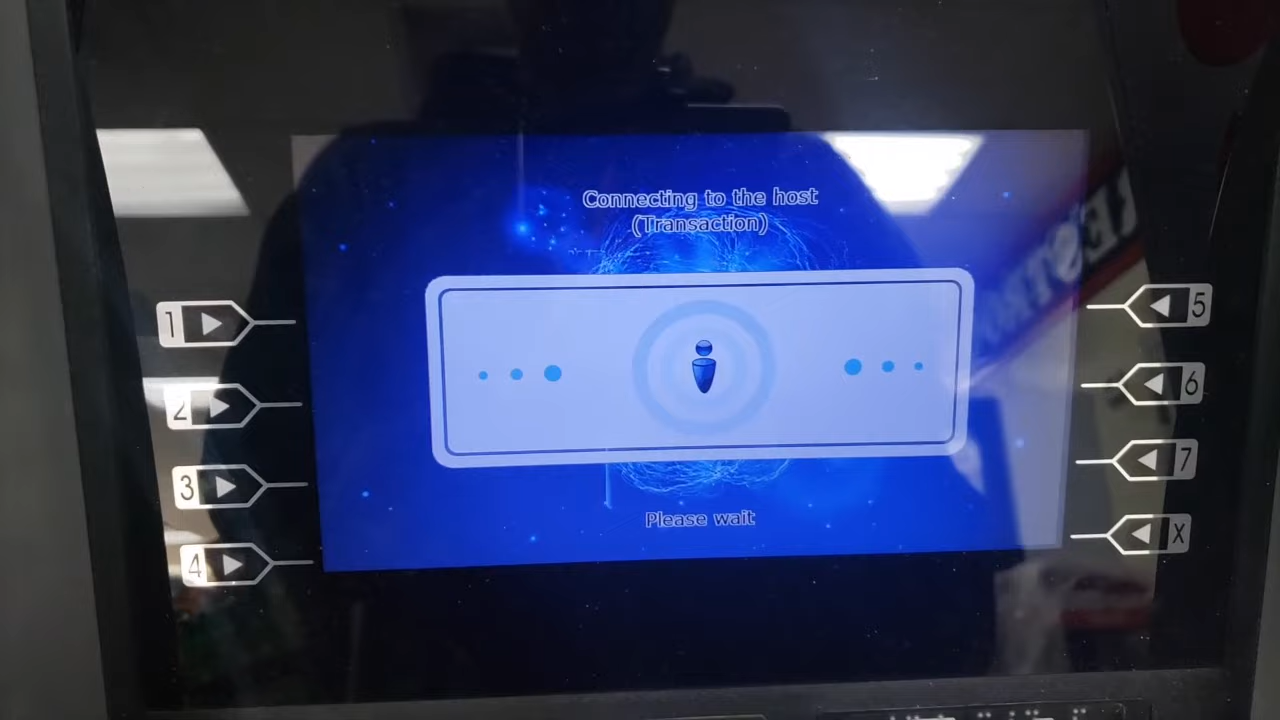 Connecting to the host
(Transaction)
1
5
2
6
3
7
4
X
Please wait